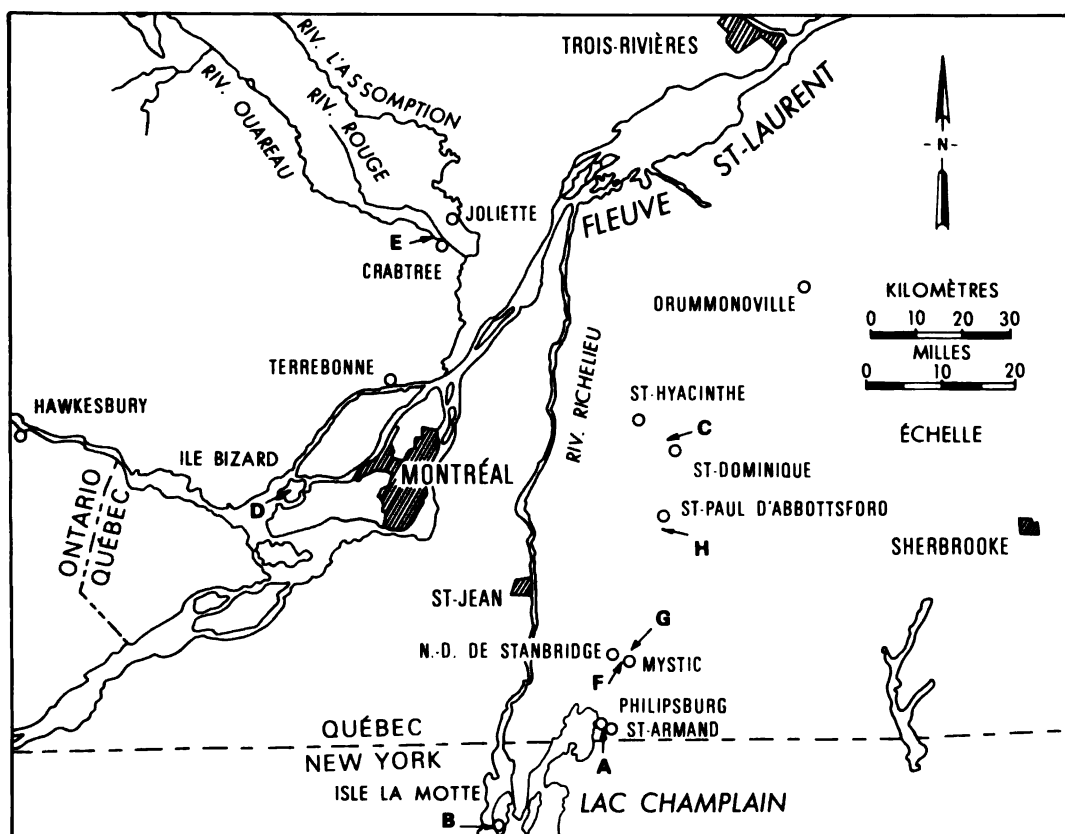 TROIS-RIVIÈRES
RIV. L'ASSOMPTION
RIV. ROUGE
RIV. OUAREAU
FLEUVE ST-LAURENT
- N -
JOLIETTE
E
CRABTREE
DRUMMONOVILLE
KILOMÈTRES
0 10 20 30
MILLES
0 10 20
ÉCHELLE
TERREBONNE
HAWKESBURY
RIV. RICHELIEU
ST-HYACINTHE
C
ST-DOMINIQUE
ILE BIZARD
MONTRÉAL
D
ST-PAUL D'ABBOTTSFORD
H
SHERBROOKE
ONTARIO
QUÉBEC
ST-JEAN
G
N.-D. DE STANBRIDGE
MYSTIC
F
PHILIPSBURG
ST-ARMAND
QUÉBEC
NEW YORK
A
ISLE LA MOTTE
LAC CHAMPLAIN
B